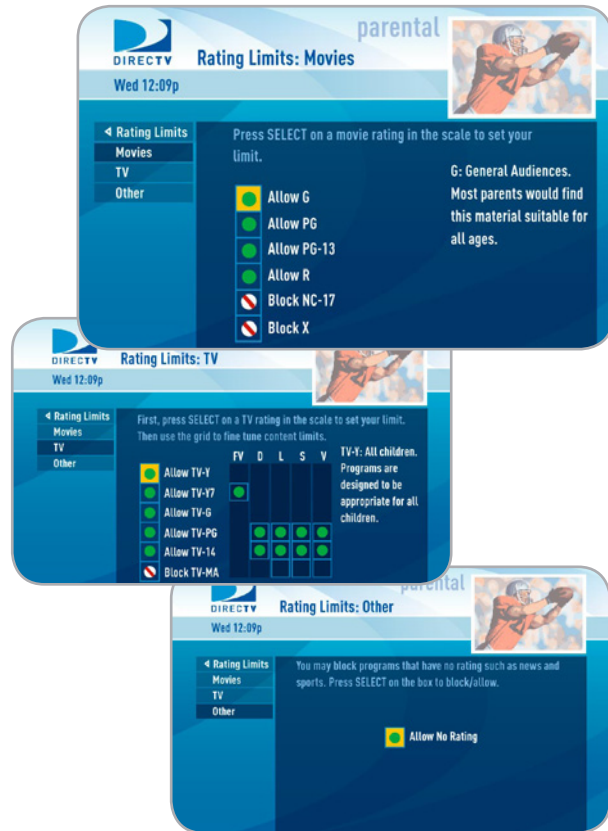 parental
DIRECTV
Rating Limits: Movies
Wed 12:09p
Rating Limits
Movies
TV
Other
Press SELECT on a movie rating in the scale to set your
limit.
Allow G
Allow PG
Allow PG-13
Allow R
Block NC-17
Block X
G: General Audiences.
Most parents would find
this material suitable for
all ages.
DIRECTV
Rating Limits: TV
Wed 12:09p
Rating Limits
Movies
TV
Other
First, press SELECT on a TV rating in the scale to set your limit.
Then use the grid to fine tune content limits.
FV D L S V
Allow TV-Y
Allow TV-Y7
Allow TV-G
Allow TV-PG
Allow TV-14
Block TV-MA
TV-Y: All children.
Programs are
designed to be
appropriate for all
children.
parental
DIRECTV
Rating Limits: Other
Wed 12:09p
Rating Limits
Movies
TV
Other
You may block programs that have no rating such as news and
sports. Press SELECT on the box to block/allow.
Allow No Rating